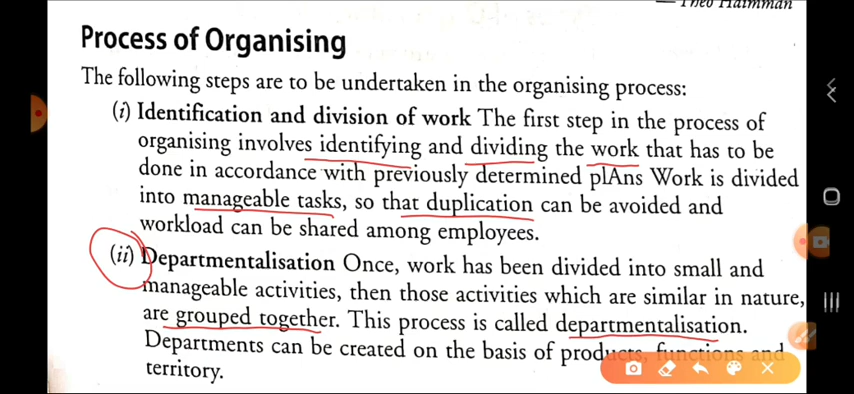 — Theo Haimman
Process of Organising
The following steps are to be undertaken in the organising process:
(i) Identification and division of work The first step in the process of
organising involves identifying and dividing the work that has to be
done in accordance with previously determined plAns Work is divided
into manageable tasks, so that duplication can be avoided and
workload can be shared among employees.
(ii) Departmentalisation Once, work has been divided into small and
manageable activities, then those activities which are similar in nature,
are grouped together. This process is called departmentalisation.
Departments can be created on the basis of products, functions and
territory.